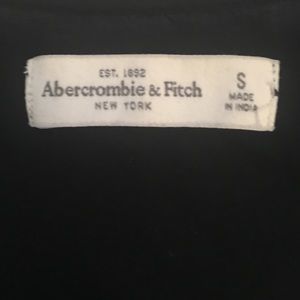 EST. 1892
Abercrombie & Fitch
NEW YORK
S
MADE
IN INDIA